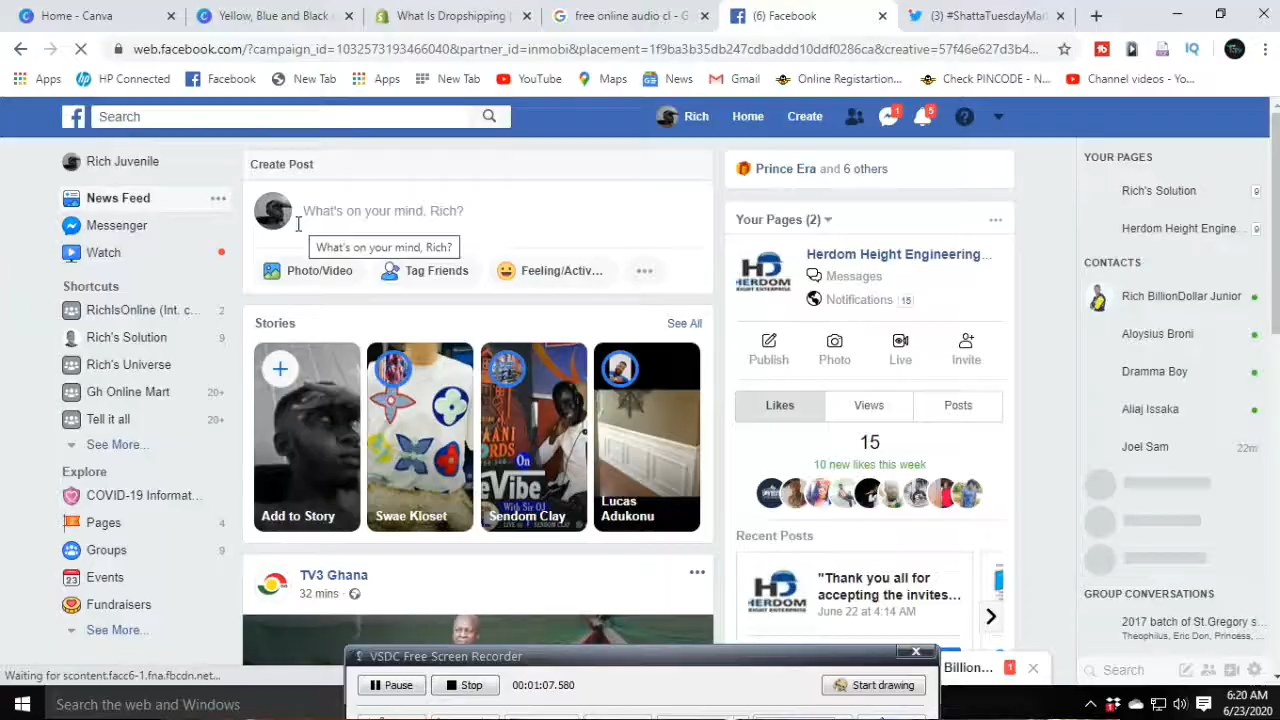 Home - Canva
Yellow, Blue and Black
What Is Dropshipping
free online audio cl - G
(6) Facebook
(3) #ShattaTuesdayMar
web.facebook.com/?campaign_id=1032573193466040&partner_id=inmobi&placement=1f9ba3b35db247cdbaddd10ddf0286ca&creative=57f46e627d3b4...
Apps
HP Connected
Facebook
New Tab
Apps
New Tab
YouTube
Maps
News
Gmail
Online Registartion...
Check PINCODE - N...
Channel videos - Yo...
Search
Rich
Home
Create
1
5
Rich Juvenile
News Feed
Messenger
Watch
Shortcuts
RichIsOnline (Int. c... 2
Rich's Solution 9
Rich's Universe
Gh Online Mart 20+
Tell it all 20+
See More...
Explore
COVID-19 Informat...
Pages 4
Groups 9
Events
Fundraisers
See More...
Create Post
What's on your mind, Rich?
What's on your mind, Rich?
Photo/Video
Tag Friends
Feeling/Activ...
Stories
See All
Add to Story
Swae Kloset
On
eVibe
With Sir O.J.
Sendom Clay
Lucas
Adukonu
TV3 Ghana
32 mins
Prince Era and 6 others
Your Pages (2)
Herdom Height Engineering...
Messages
Notifications 15
Publish
Photo
Live
Invite
Likes
Views
Posts
15
10 new likes this week
Recent Posts
"Thank you all for
accepting the invites...
June 22 at 4:14 AM
YOUR PAGES
Rich's Solution 9
Herdom Height Engine... 9
CONTACTS
Rich BillionDollar Junior
Aloysius Broni
Dramma Boy
Aliaj Issaka
Joel Sam 22m
GROUP CONVERSATIONS
2017 batch of St.Gregory s...
Theophilus, Eric Don, Princess, ...
Search
Billion... 1
Waiting for scontent.facc6-1.fna.fbcdn.net...
VSDC Free Screen Recorder
Pause
Stop
00:01:07.580
Start drawing
Search the web and Windows
6:20 AM
6/23/2020